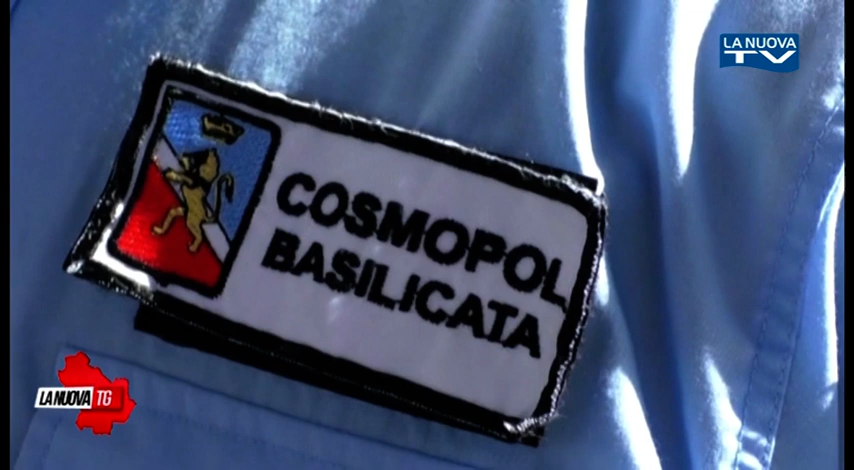 LA NUOVA
TV
COSMOPOL
BASILICATA
LA NUOVA TG